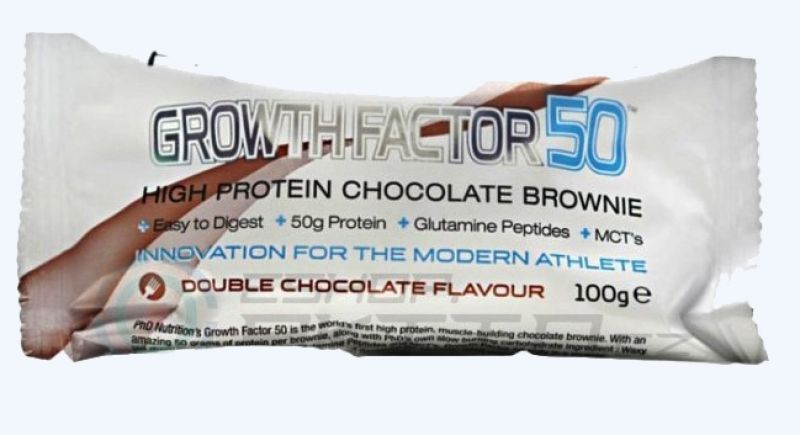 GROWTH FACTOR 50™
HIGH PROTEIN CHOCOLATE BROWNIE
+ Easy to Digest + 50g Protein + Glutamine Peptides + MCT's
INNOVATION FOR THE MODERN ATHLETE
DOUBLE CHOCOLATE FLAVOUR 100g e
PhD Nutrition's Growth Factor 50 is the world's first high protein, muscle-building chocolate brownie. With an
amazing 50 grams of protein per brownie, along with PhD's own slow burning carbohydrate ingredient / Waxy